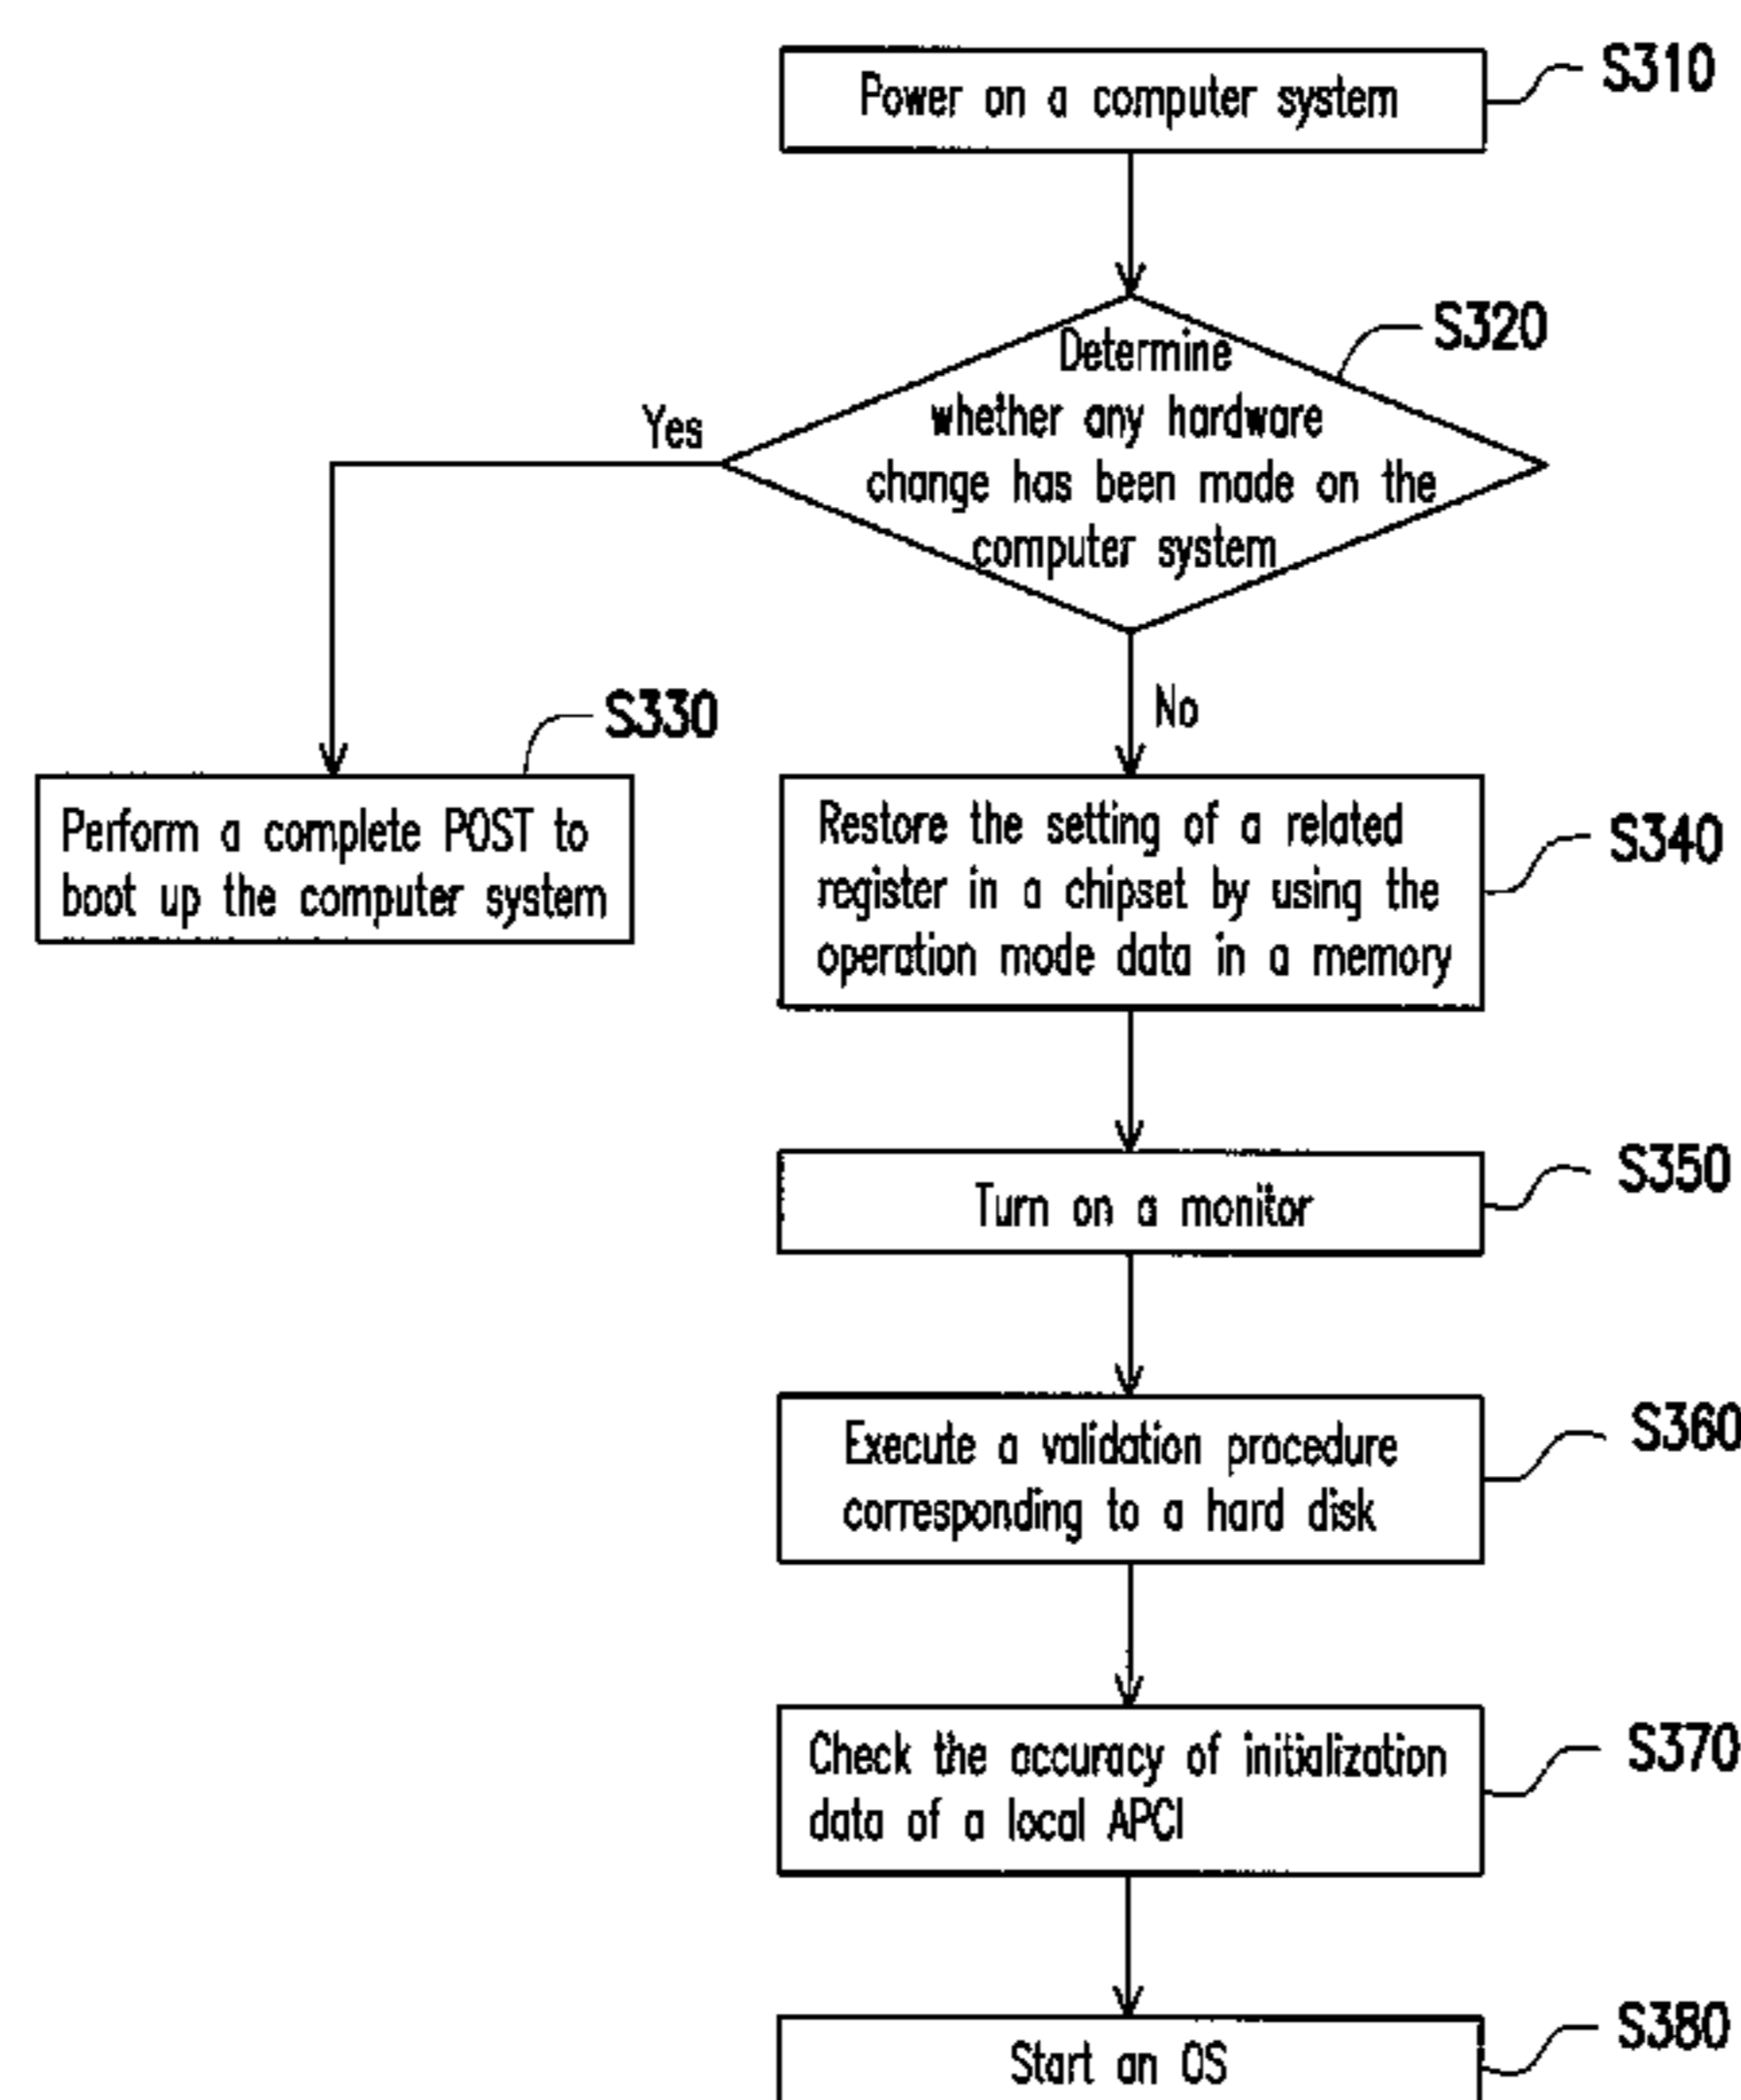 Power on a computer system
S310
Determine
whether any hardware
change has been made on the
computer system
S320
Yes
No
S330
Perform a complete POST to
boot up the computer system
Restore the setting of a related
register in a chipset by using the
operation mode data in a memory
S340
Turn on a monitor
S350
Execute a validation procedure
corresponding to a hard disk
S360
Check the accuracy of initialization
data of a local APCI
S370
Start an OS
S380